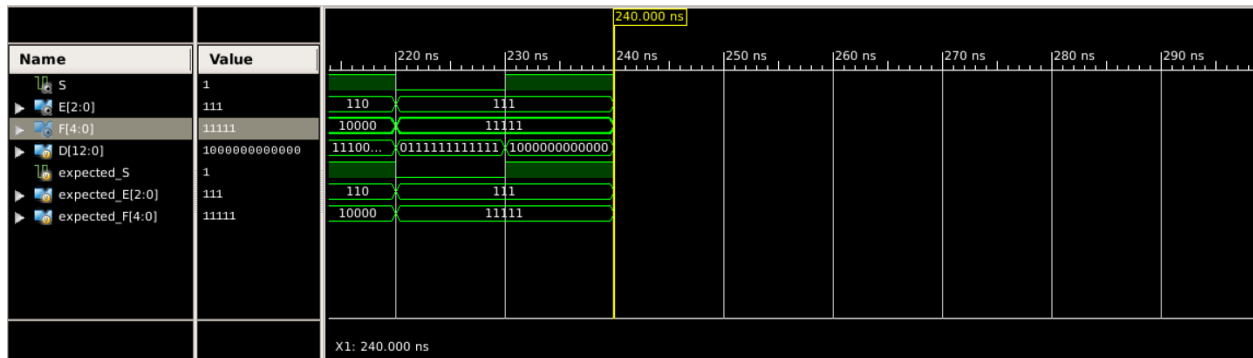 240.000 ns
Name Value 220 ns 230 ns 240 ns 250 ns 260 ns 270 ns 280 ns 290 ns
S 1
E[2:0] 111 110 111
F[4:0] 11111 10000 11111
D[12:0] 1000000000000 11100... 0111111111111 1000000000000
expected_S 1
expected_E[2:0] 111 110 111
expected_F[4:0] 11111 10000 11111
X1: 240.000 ns